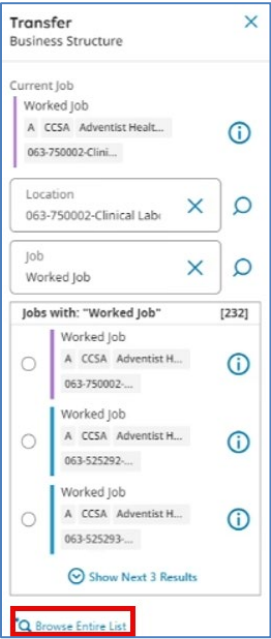 Transfer
Business Structure
Current Job
Worked Job
A CCSA Adventist Healt...
063-750002-Clini...
Location
063-750002-Clinical Lab
Job
Worked Job
Jobs with: "Worked Job" [232]
Worked Job
A CCSA Adventist H...
063-750002-...
Worked Job
A CCSA Adventist H...
063-525292-...
Worked Job
A CCSA Adventist H...
063-525293-...
Show Next 3 Results
Browse Entire List